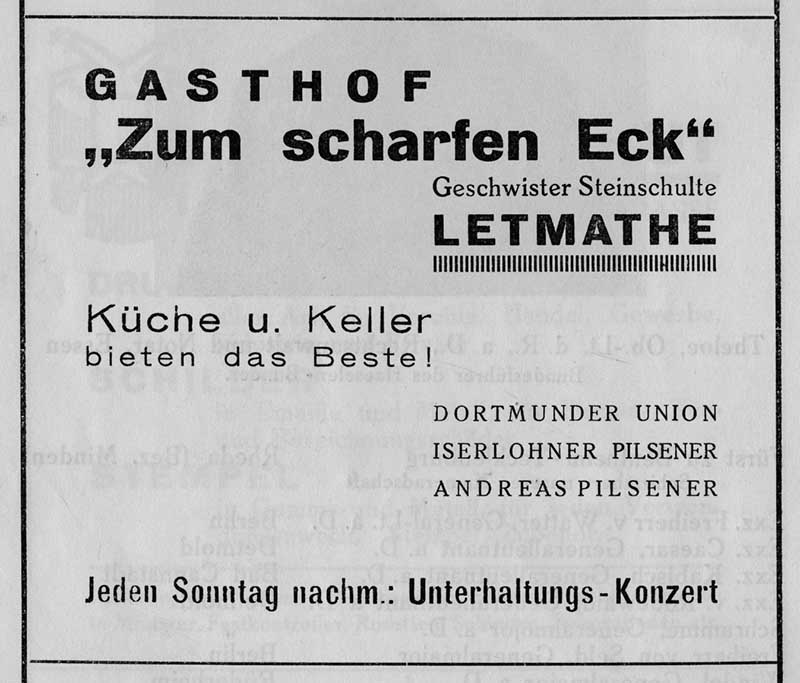 GASTHOF
„Zum scharfen Eck“
Geschwister Steinschulte
LETMATHE
Küche u. Keller
bieten das Beste!
DORTMUNDER UNION
ISERLOHNER PILSENER
ANDREAS PILSENER
Jeden Sonntag nachm.: Unterhaltungs-Konzert